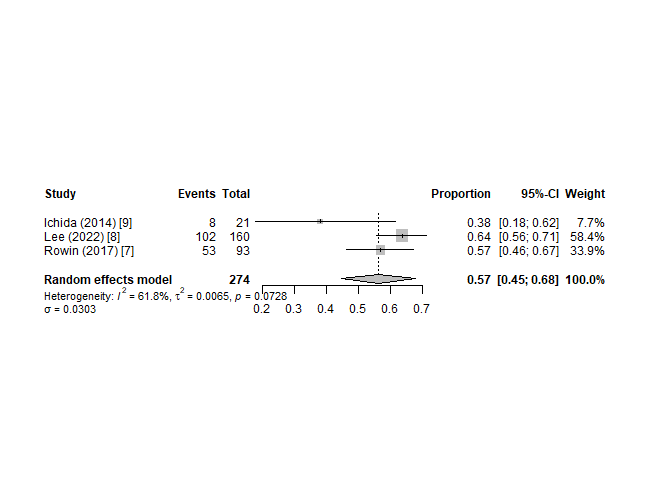 Study Events Total Proportion 95%-CI Weight
Ichida (2014) [9] 8 21 0.38 [0.18; 0.62] 7.7%
Lee (2022) [8] 102 160 0.64 [0.56; 0.71] 58.4%
Rowin (2017) [7] 53 93 0.57 [0.46; 0.67] 33.9%
Random effects model 274 0.57 [0.45; 0.68] 100.0%
Heterogeneity: I² = 61.8%, τ² = 0.0065, p = 0.0728
σ = 0.0303
0.2 0.3 0.4 0.5 0.6 0.7